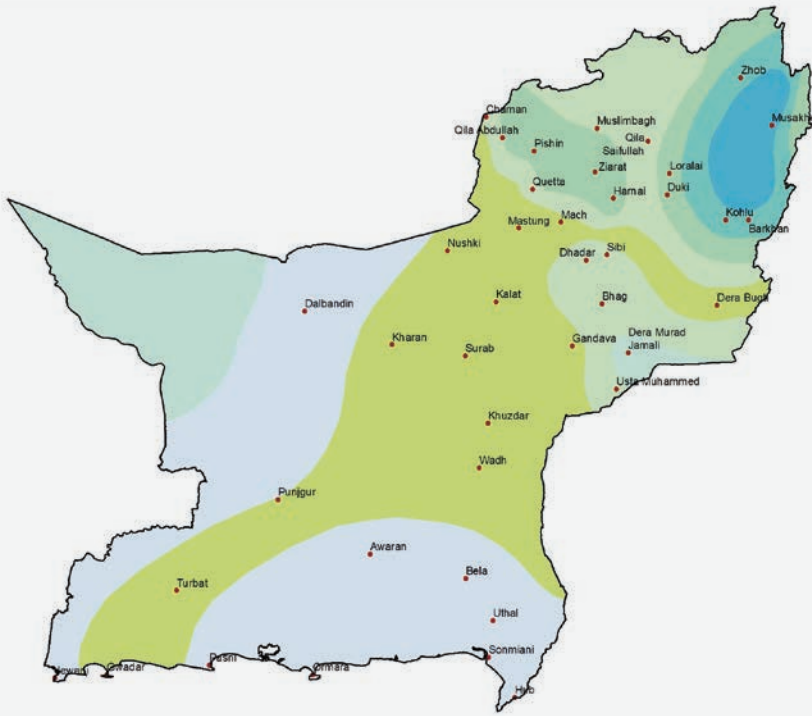 Zhob
Chaman
Musakh
Qila Abdullah
Muslimbagh
Pishin
Qila
Saifullah
Ziarat
Loralai
Quetta
Harnai
Duki
Mastung
Mach
Kohlu
Barkhan
Nushki
Dhadar
Sibi
Dalbandin
Kalat
Bhag
Dera Bugti
Kharan
Surab
Gandava
Dera Murad
Jamali
Usta Muhammed
Khuzdar
Wadh
Punjgur
Awaran
Turbat
Bela
Uthal
Sonmiani
Pasni
Gwadar
Ormara
Hub